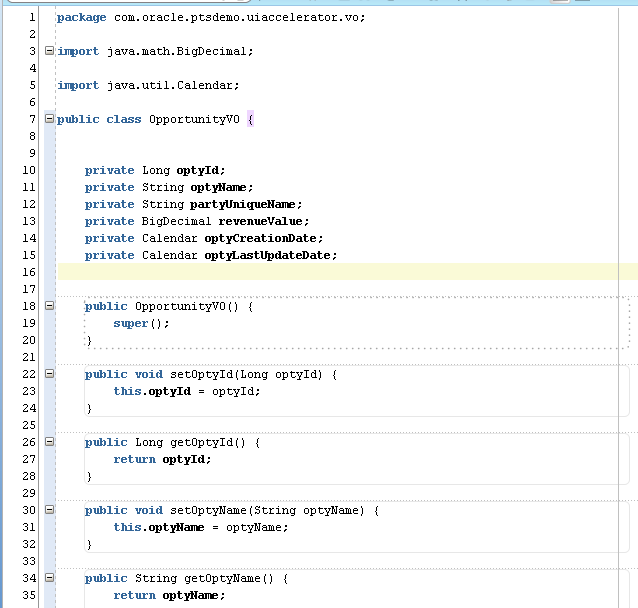 1 package com.oracle.ptsdemo.uiaccelerator.vo;
2
3 import java.math.BigDecimal;
4
5 import java.util.Calendar;
6
7 public class OpportunityVO {
8
9
10 private Long optyId;
11 private String optyName;
12 private String partyUniqueName;
13 private BigDecimal revenueValue;
14 private Calendar optyCreationDate;
15 private Calendar optyLastUpdateDate;
16
17
18 public OpportunityVO() {
19 super();
20 }
21
22 public void setOptyId(Long optyId) {
23 this.optyId = optyId;
24 }
25
26 public Long getOptyId() {
27 return optyId;
28 }
29
30 public void setOptyName(String optyName) {
31 this.optyName = optyName;
32 }
33
34 public String getOptyName() {
35 return optyName;